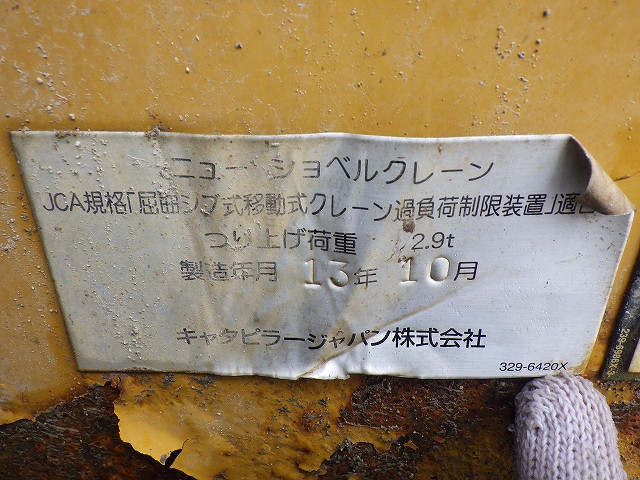 ニュー ショベルクレーン
JCA規格「屈曲ジブ式移動式クレーン過負荷制限装置」適合
つり上げ荷重 2.9t
製造年月 13年 10月
キャタピラージャパン株式会社
329-6420X
239-6986X-3